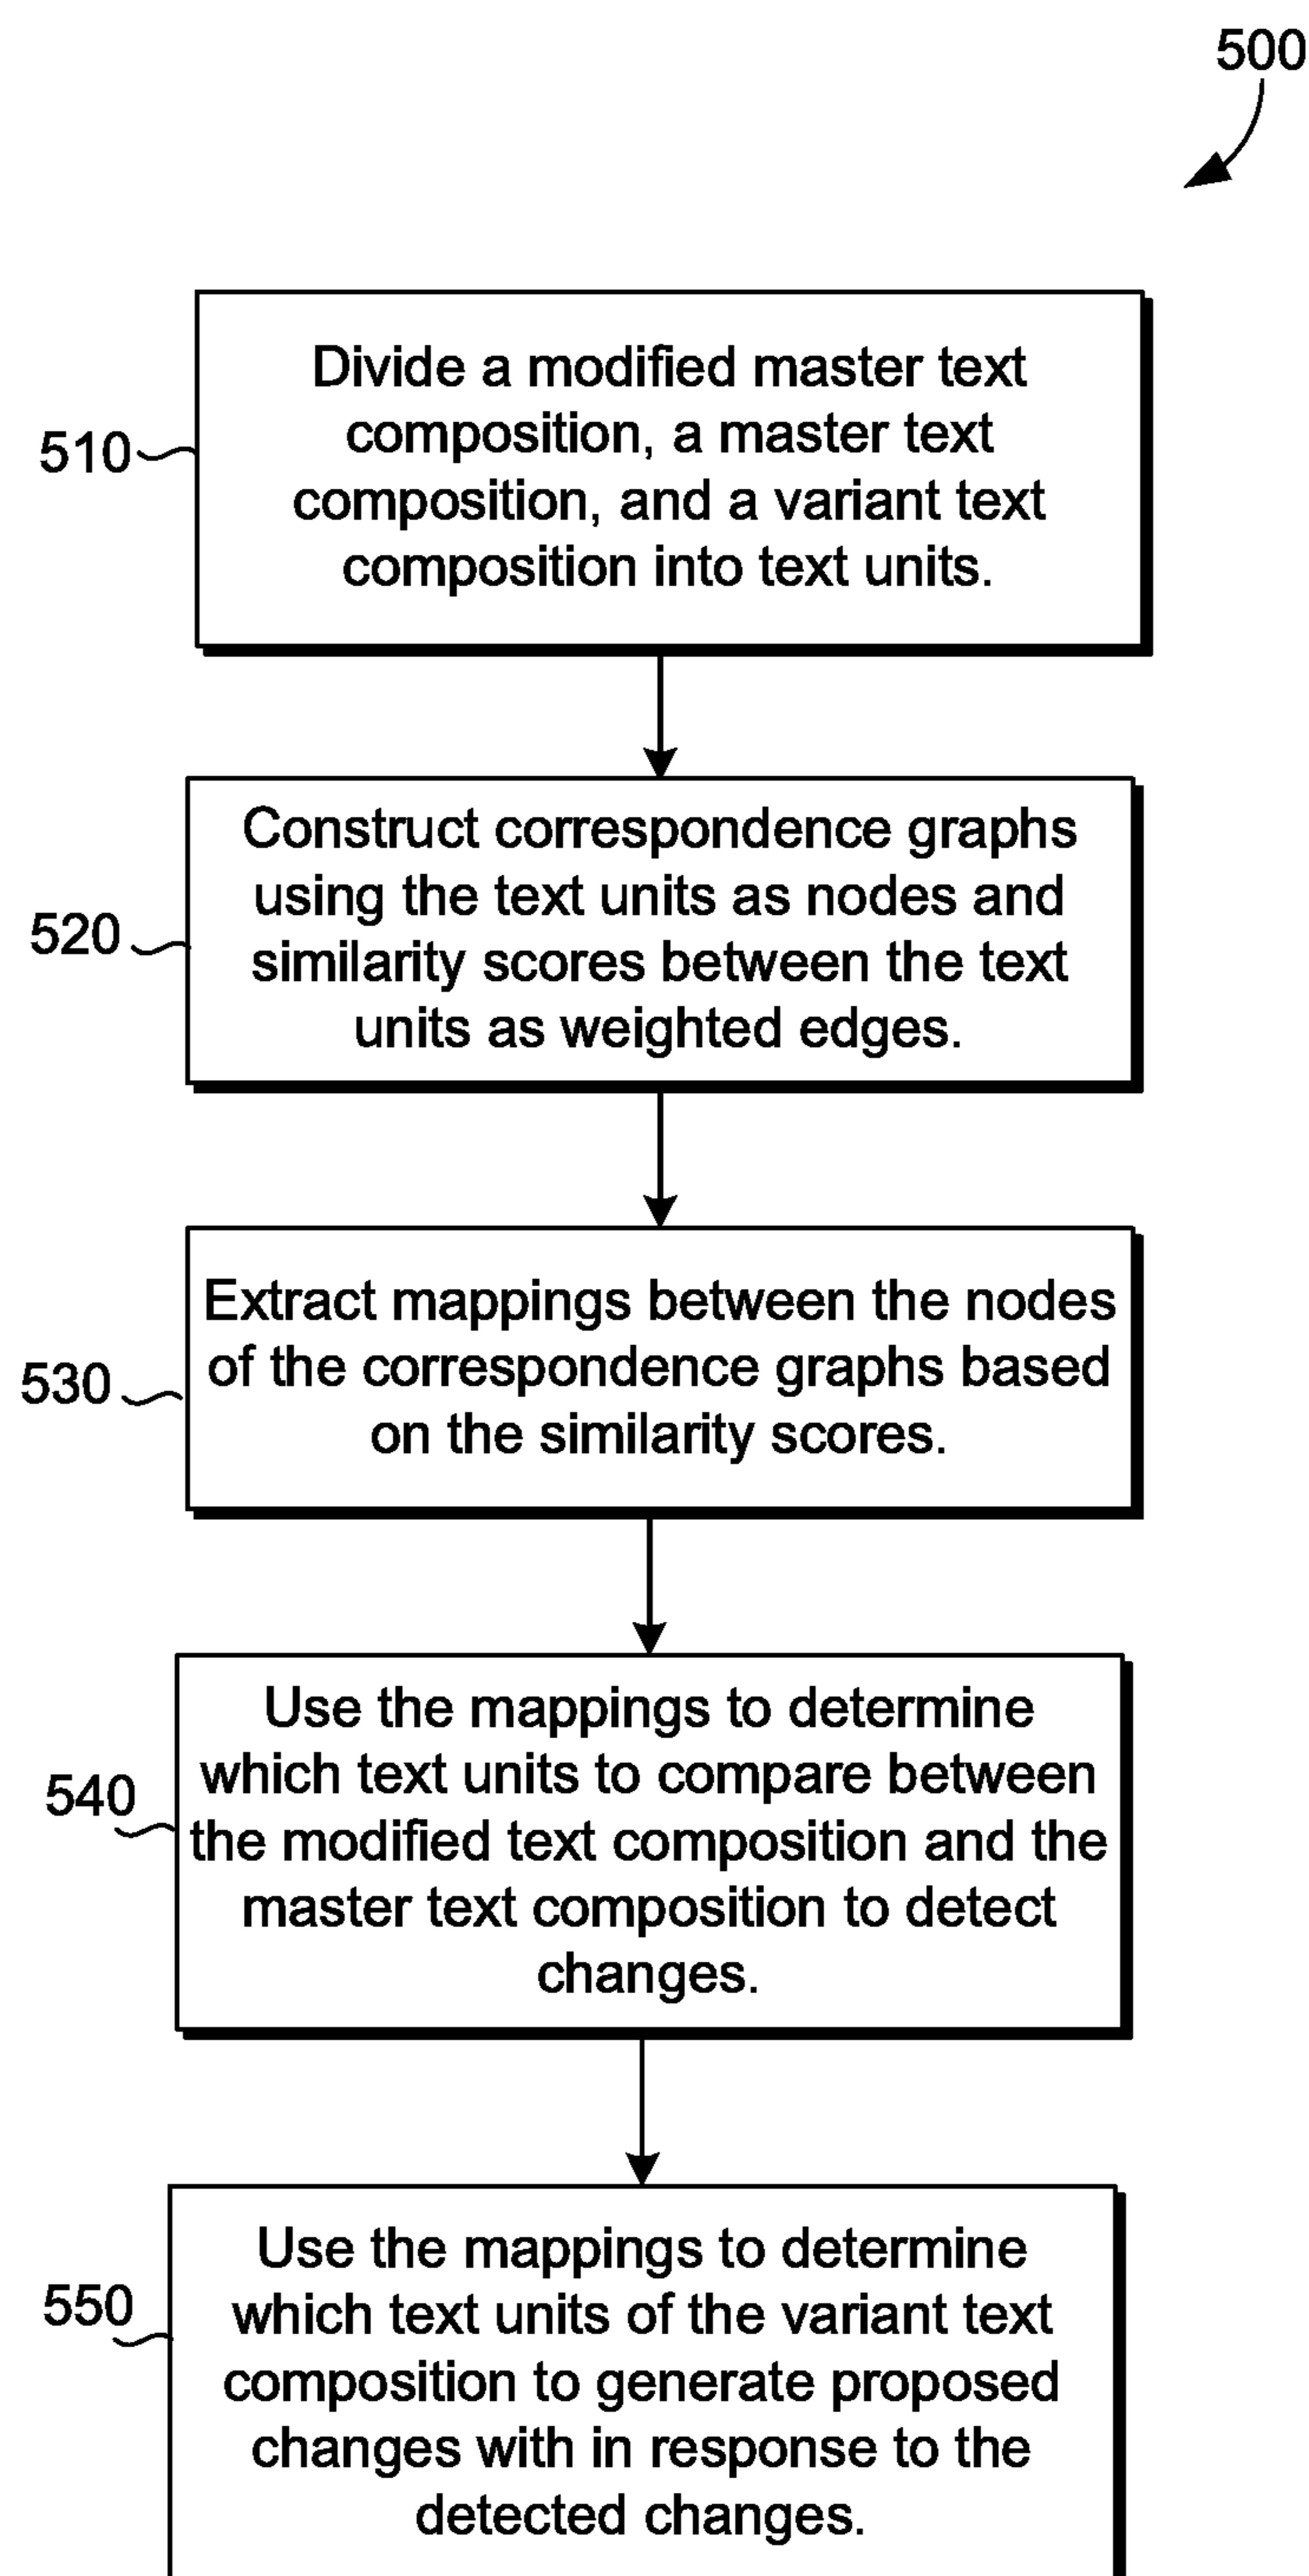 500
510
Divide a modified master text
composition, a master text
composition, and a variant text
composition into text units.
520
Construct correspondence graphs
using the text units as nodes and
similarity scores between the text
units as weighted edges.
530
Extract mappings between the nodes
of the correspondence graphs based
on the similarity scores.
540
Use the mappings to determine
which text units to compare between
the modified text composition and the
master text composition to detect
changes.
550
Use the mappings to determine
which text units of the variant text
composition to generate proposed
changes with in response to the
detected changes.